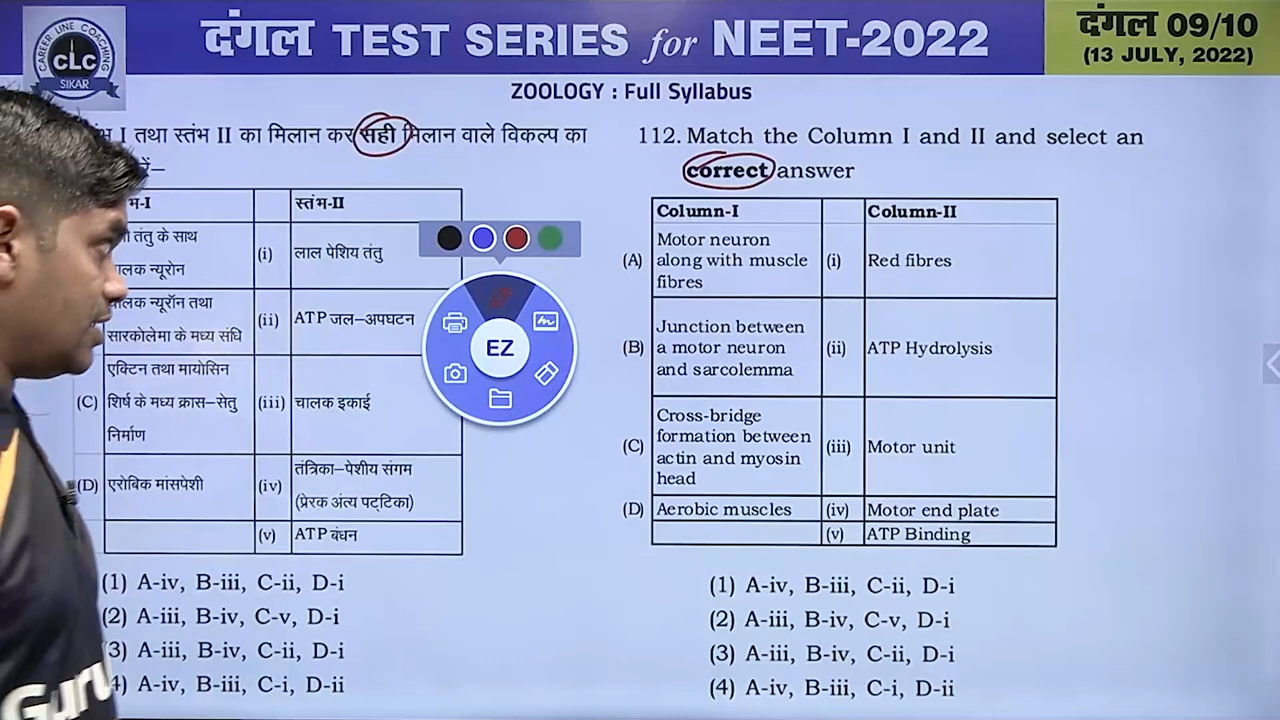 दंगल TEST SERIES for NEET-2022
दंगल 09/10
(13 JULY, 2022)
CAREER LINE COACHING
CLC
SIKAR
ZOOLOGY : Full Syllabus
I तथा स्तंभ II का मिलान कर सही मिलान वाले विकल्प का
स्तंभ-II
तंतु के साथ
न्यूरोन
(i) लाल पेशिय तंतु
न्यूरॉन तथा
सारकोलेमा के मध्य संधि
(ii) ATP जल–अपघटन
एक्टिन तथा मायोसिन
(C) शिर्ष के मध्य क्रास–सेतु (iii) चालक इकाई
निर्माण
(D) एरोबिक मांसपेशी (iv) तंत्रिका–पेशीय संगम
(प्रेरक अंत्य पट्टिका)
(v) ATP बंधन
(1) A-iv, B-iii, C-ii, D-i
(2) A-iii, B-iv, C-v, D-i
3) A-iii, B-iv, C-ii, D-i
4) A-iv, B-iii, C-i, D-ii
EZ
112. Match the Column I and II and select an
correct answer
Column-I Column-II
Motor neuron
(A) along with muscle (i) Red fibres
fibres
Junction between
(B) a motor neuron (ii) ATP Hydrolysis
and sarcolemma
Cross-bridge
formation between
(C) actin and myosin (iii) Motor unit
head
(D) Aerobic muscles (iv) Motor end plate
(v) ATP Binding
(1) A-iv, B-iii, C-ii, D-i
(2) A-iii, B-iv, C-v, D-i
(3) A-iii, B-iv, C-ii, D-i
(4) A-iv, B-iii, C-i, D-ii